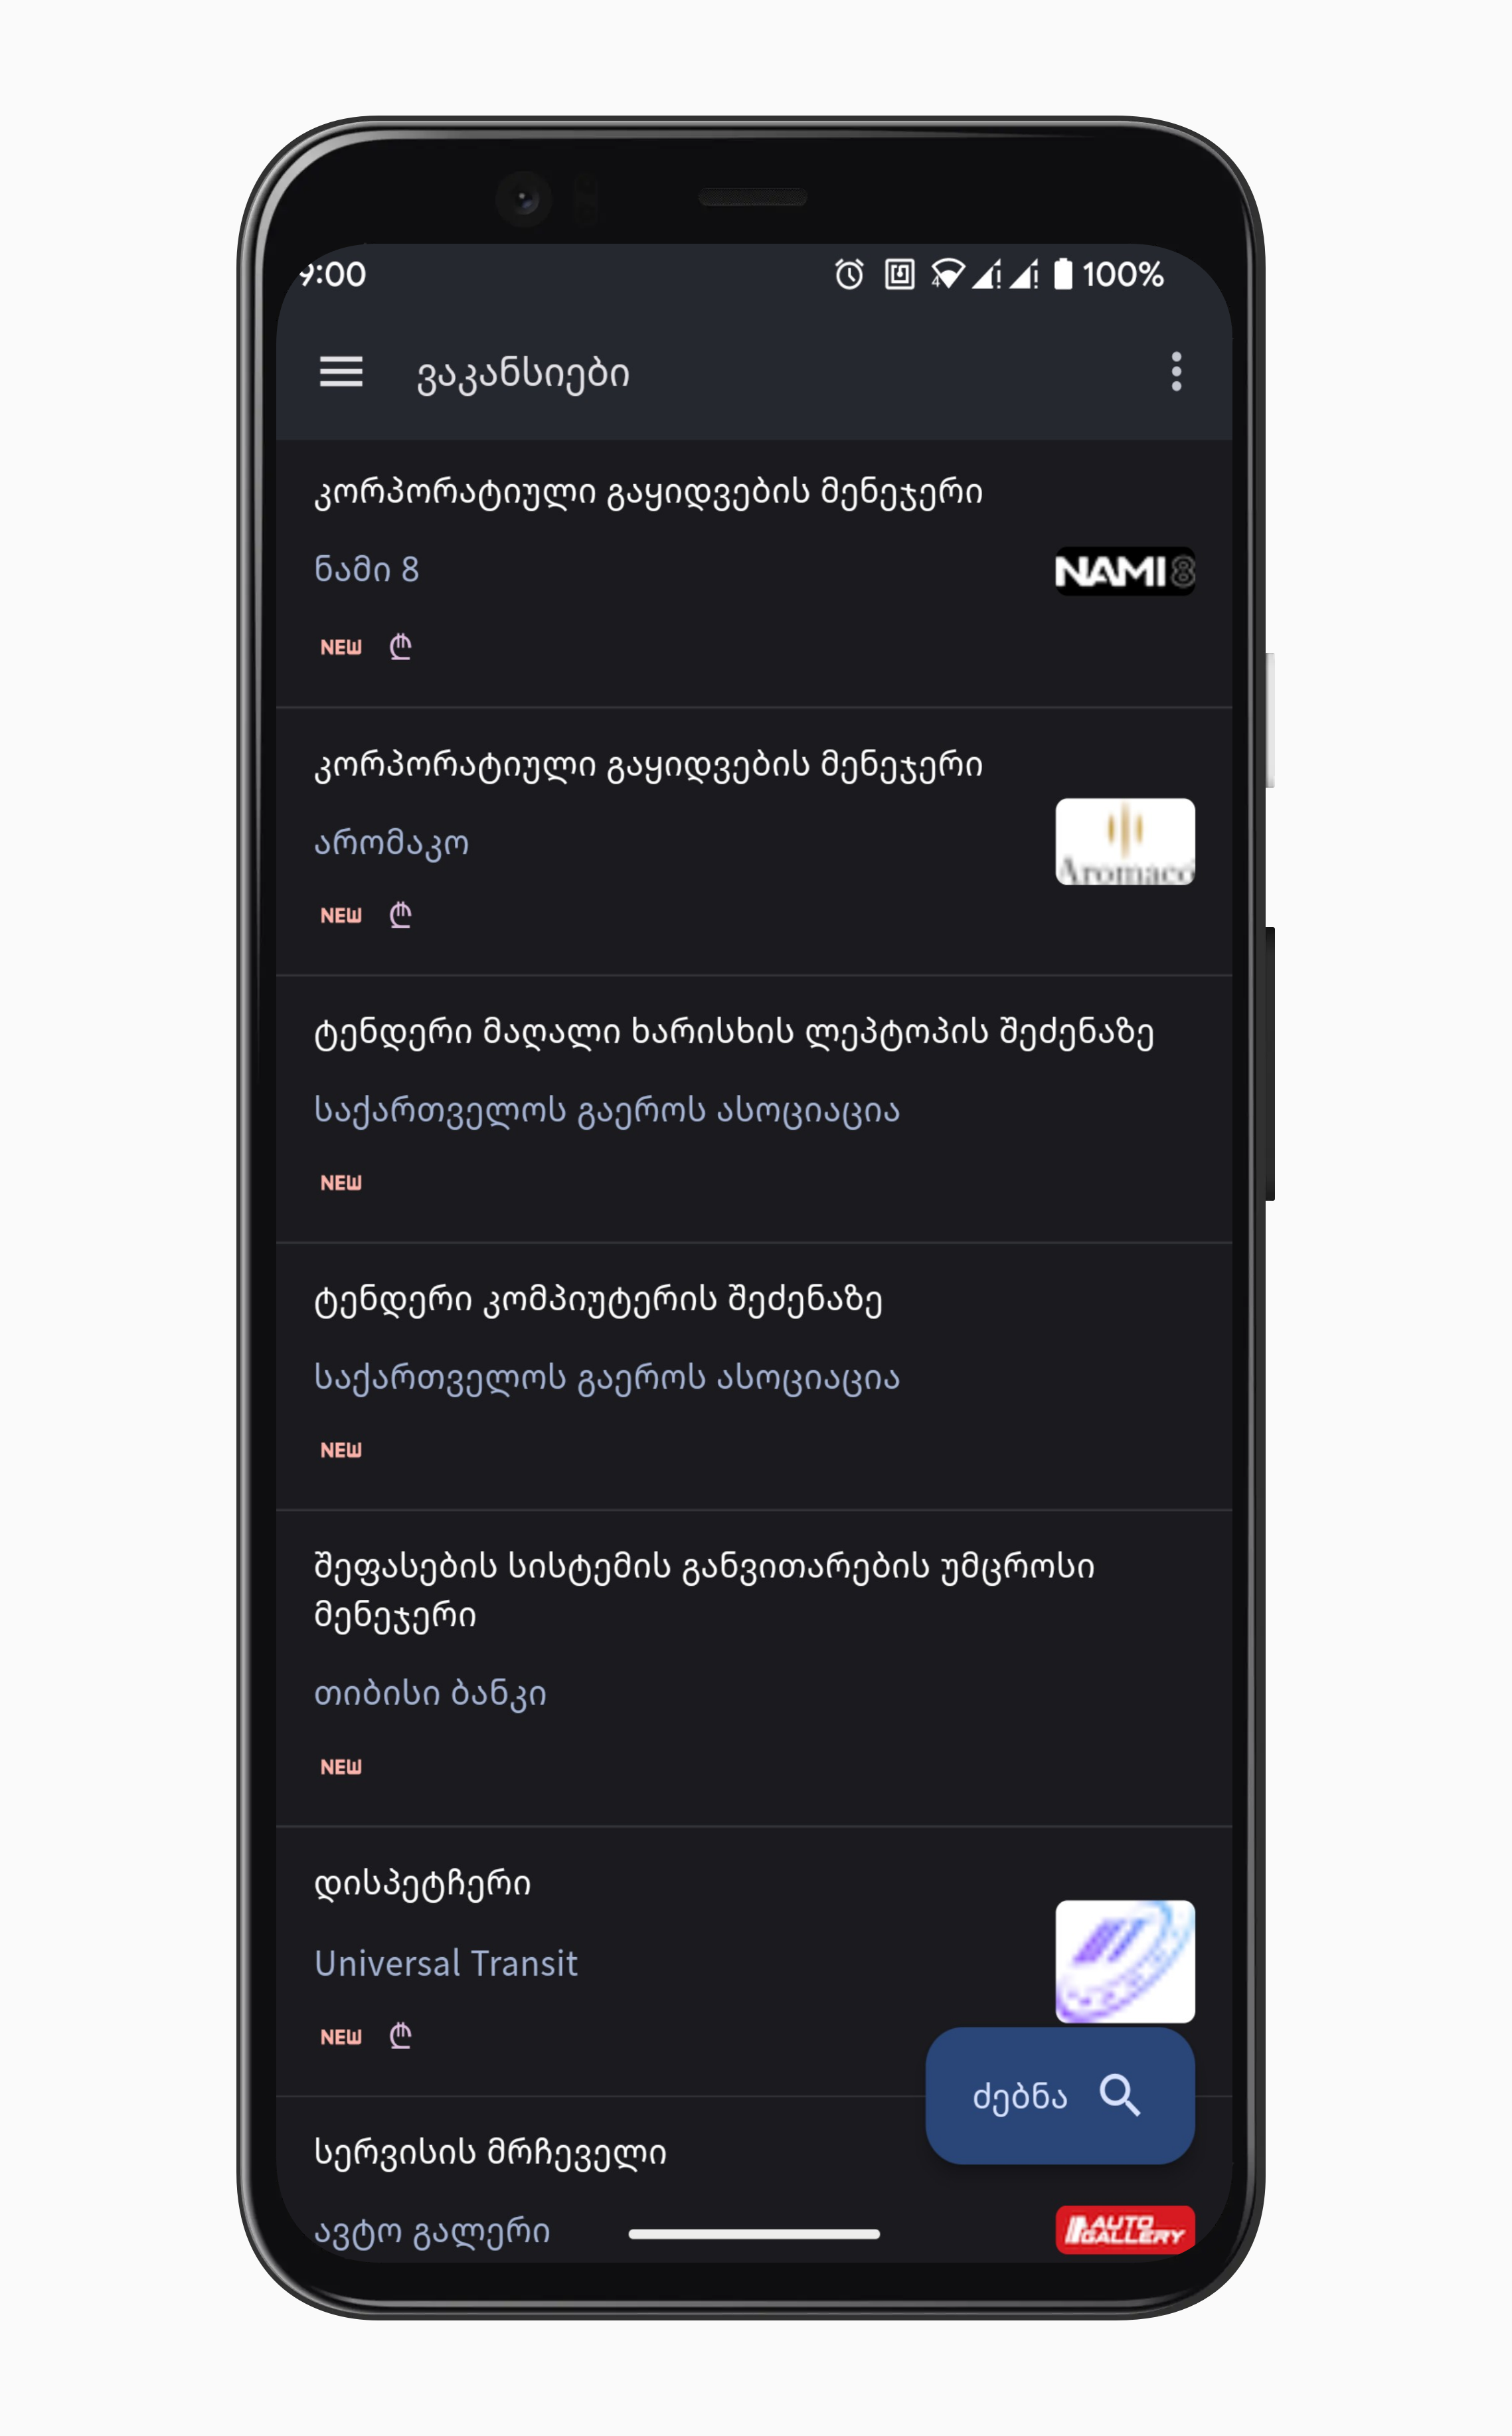 9:00
100%
ვაკანსიები
კორპორატიული გაყიდვების მენეჯერი
ნამი 8
NAMI8
NEW ₾
კორპორატიული გაყიდვების მენეჯერი
არომაკო
Aromaco
NEW ₾
ტენდერი მაღალი ხარისხის ლეპტოპის შეძენაზე
საქართველოს გაეროს ასოციაცია
NEW
ტენდერი კომპიუტერის შეძენაზე
საქართველოს გაეროს ასოციაცია
NEW
შეფასების სისტემის განვითარების უმცროსი
მენეჯერი
თიბისი ბანკი
NEW
დისპეტჩერი
Universal Transit
NEW ₾
ძებნა
სერვისის მრჩეველი
ავტო გალერი
AUTO
GALLERY